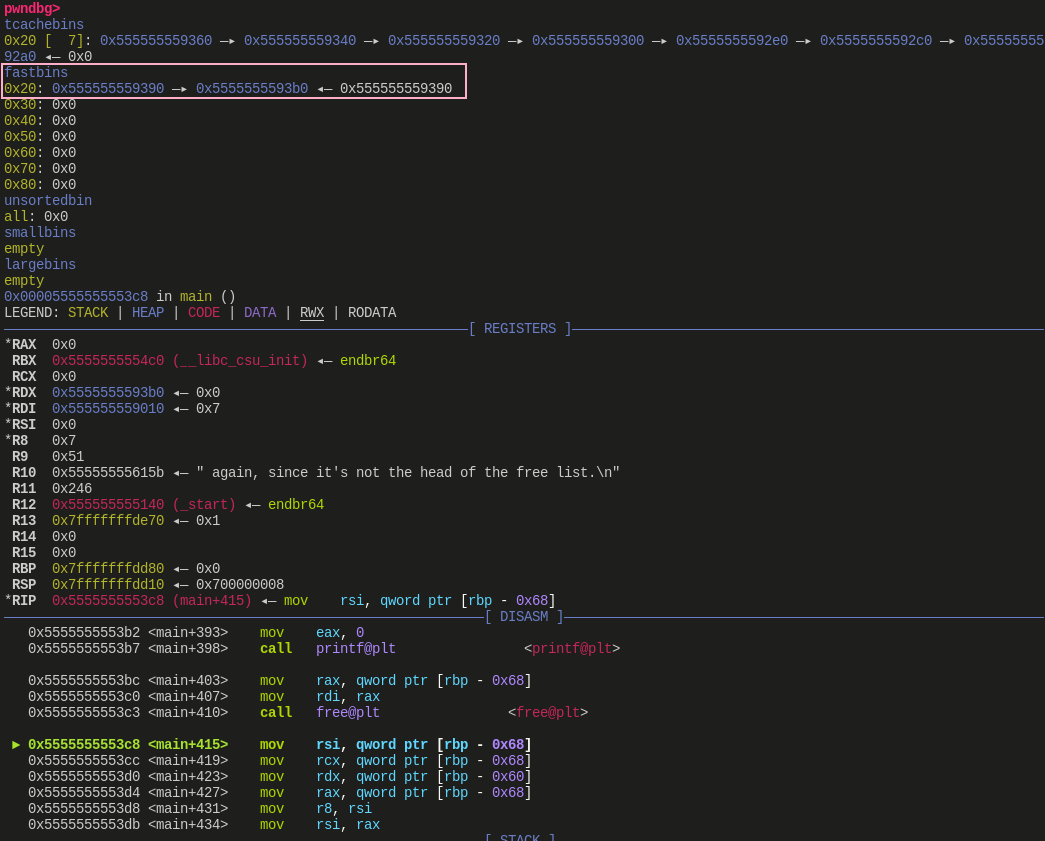 pwndbg>
tcachebins
0x20 [  7]: 0x555555559360 —▸ 0x555555559340 —▸ 0x555555559320 —▸ 0x555555559300 —▸ 0x5555555592e0 —▸ 0x5555555592c0 —▸ 0x55555555
92a0 ◂— 0x0
fastbins
0x20: 0x555555559390 —▸ 0x5555555593b0 ◂— 0x555555559390
0x30: 0x0
0x40: 0x0
0x50: 0x0
0x60: 0x0
0x70: 0x0
0x80: 0x0
unsortedbin
all: 0x0
smallbins
empty
largebins
empty
0x00005555555553c8 in main ()
LEGEND: STACK | HEAP | CODE | DATA | RWX | RODATA
[ REGISTERS ]
*RAX  0x0
 RBX  0x5555555554c0 (__libc_csu_init) ◂— endbr64
 RCX  0x0
*RDX  0x5555555593b0 ◂— 0x0
*RDI  0x555555559010 ◂— 0x7
*RSI  0x0
*R8   0x7
 R9   0x51
 R10  0x55555555615b ◂— " again, since it's not the head of the free list.\n"
 R11  0x246
 R12  0x555555555140 (_start) ◂— endbr64
 R13  0x7fffffffde70 ◂— 0x1
 R14  0x0
 R15  0x0
 RBP  0x7fffffffdd80 ◂— 0x0
 RSP  0x7fffffffdd10 ◂— 0x700000008
*RIP  0x5555555553c8 (main+415) ◂— mov    rsi, qword ptr [rbp - 0x68]
[ DISASM ]
   0x5555555553b2 <main+393>    mov    eax, 0
   0x5555555553b7 <main+398>    call   printf@plt                <printf@plt>
   0x5555555553bc <main+403>    mov    rax, qword ptr [rbp - 0x68]
   0x5555555553c0 <main+407>    mov    rdi, rax
   0x5555555553c3 <main+410>    call   free@plt                <free@plt>
 ► 0x5555555553c8 <main+415>    mov    rsi, qword ptr [rbp - 0x68]
   0x5555555553cc <main+419>    mov    rcx, qword ptr [rbp - 0x68]
   0x5555555553d0 <main+423>    mov    rdx, qword ptr [rbp - 0x60]
   0x5555555553d4 <main+427>    mov    rax, qword ptr [rbp - 0x68]
   0x5555555553d8 <main+431>    mov    r8, rsi
   0x5555555553db <main+434>    mov    rsi, rax
[ STACK ]